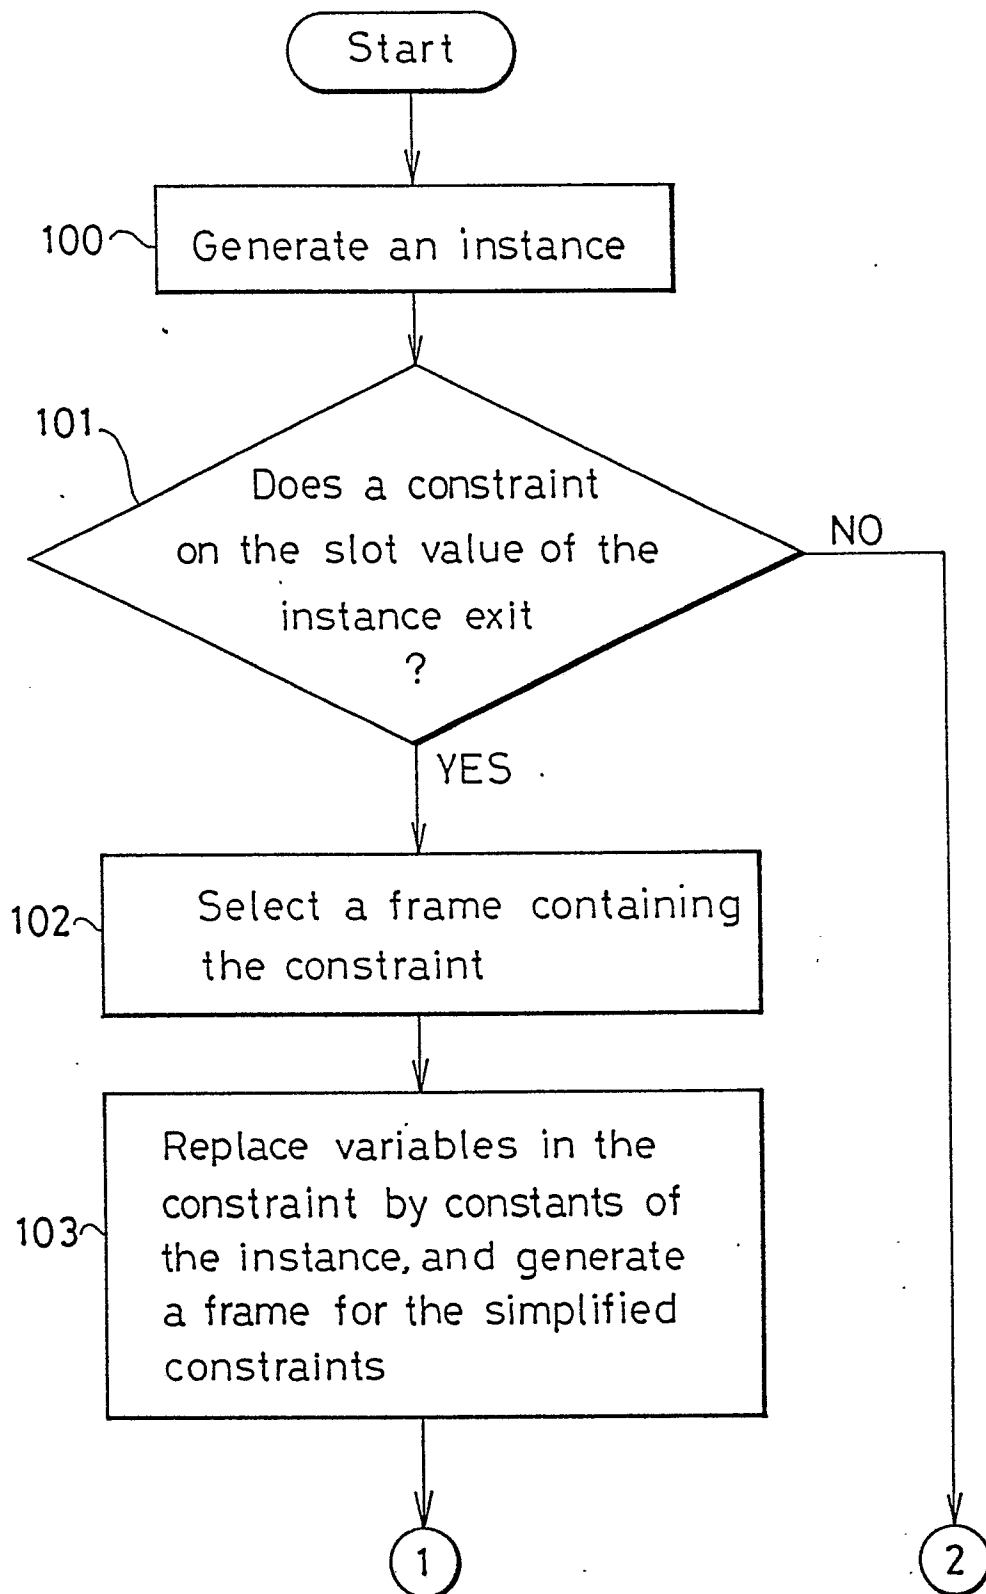 Start
100
Generate an instance
101
Does a constraint
on the slot value of the
instance exit
?
NO
YES
102
Select a frame containing
the constraint
103
Replace variables in the
constraint by constants of
the instance, and generate
a frame for the simplified
constraints
1
2